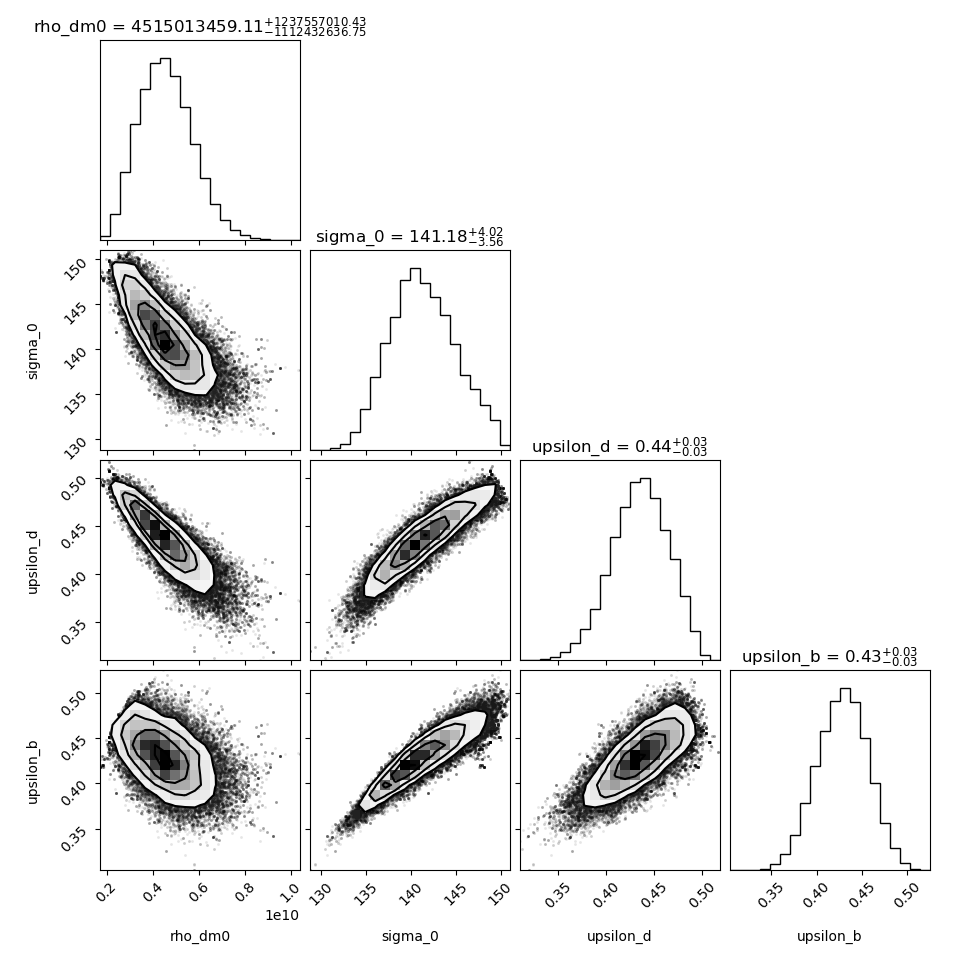 rho_dm0 = 4515013459.11+1237557010.43
−1112432636.75
sigma_0 = 141.18+4.02
−3.56
150
145
140
135
130
sigma_0
upsilon_d = 0.44+0.03
−0.03
0.50
0.45
0.40
0.35
upsilon_d
upsilon_b = 0.43+0.03
−0.03
0.50
0.45
0.40
0.35
upsilon_b
0.2 0.4 0.6 0.8 1.0
1e10
rho_dm0
130 135 140 145 150
sigma_0
0.35 0.40 0.45 0.50
upsilon_d
0.35 0.40 0.45 0.50
upsilon_b